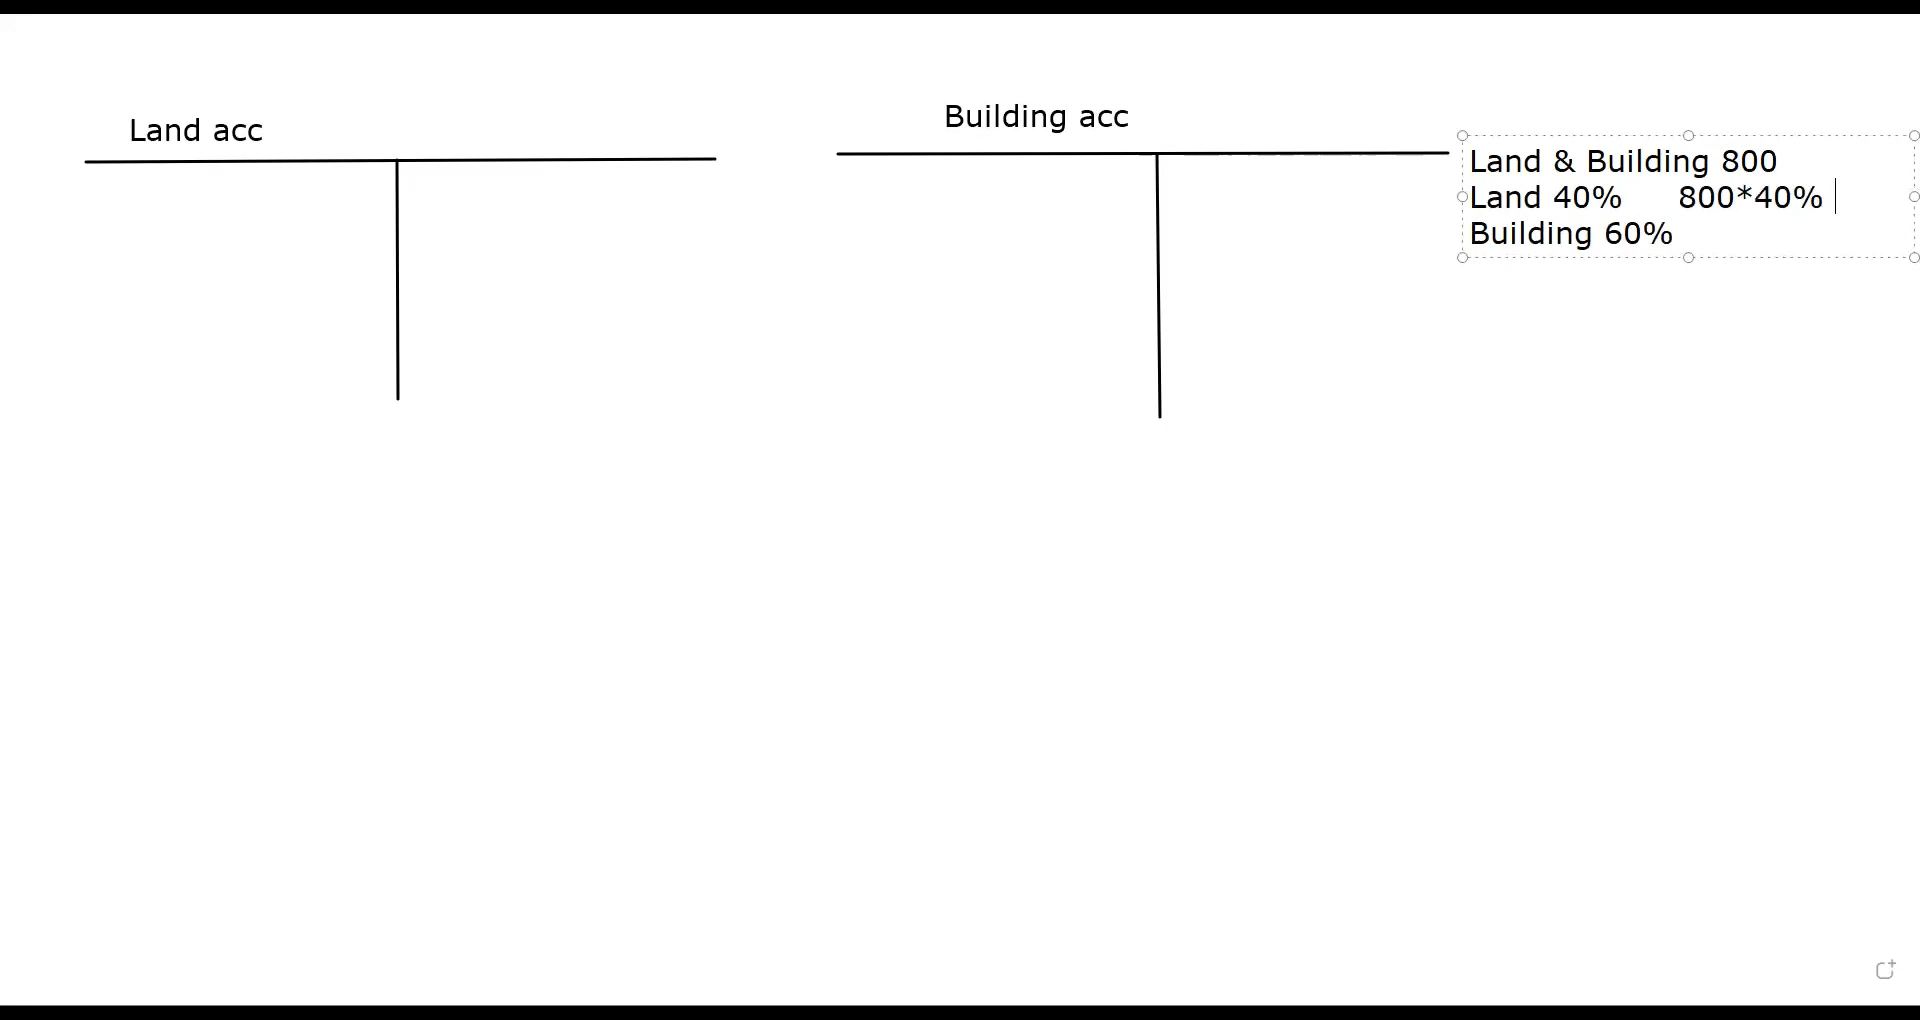 Land acc
Building acc
Land & Building 800
Land 40% 800*40%
Building 60%